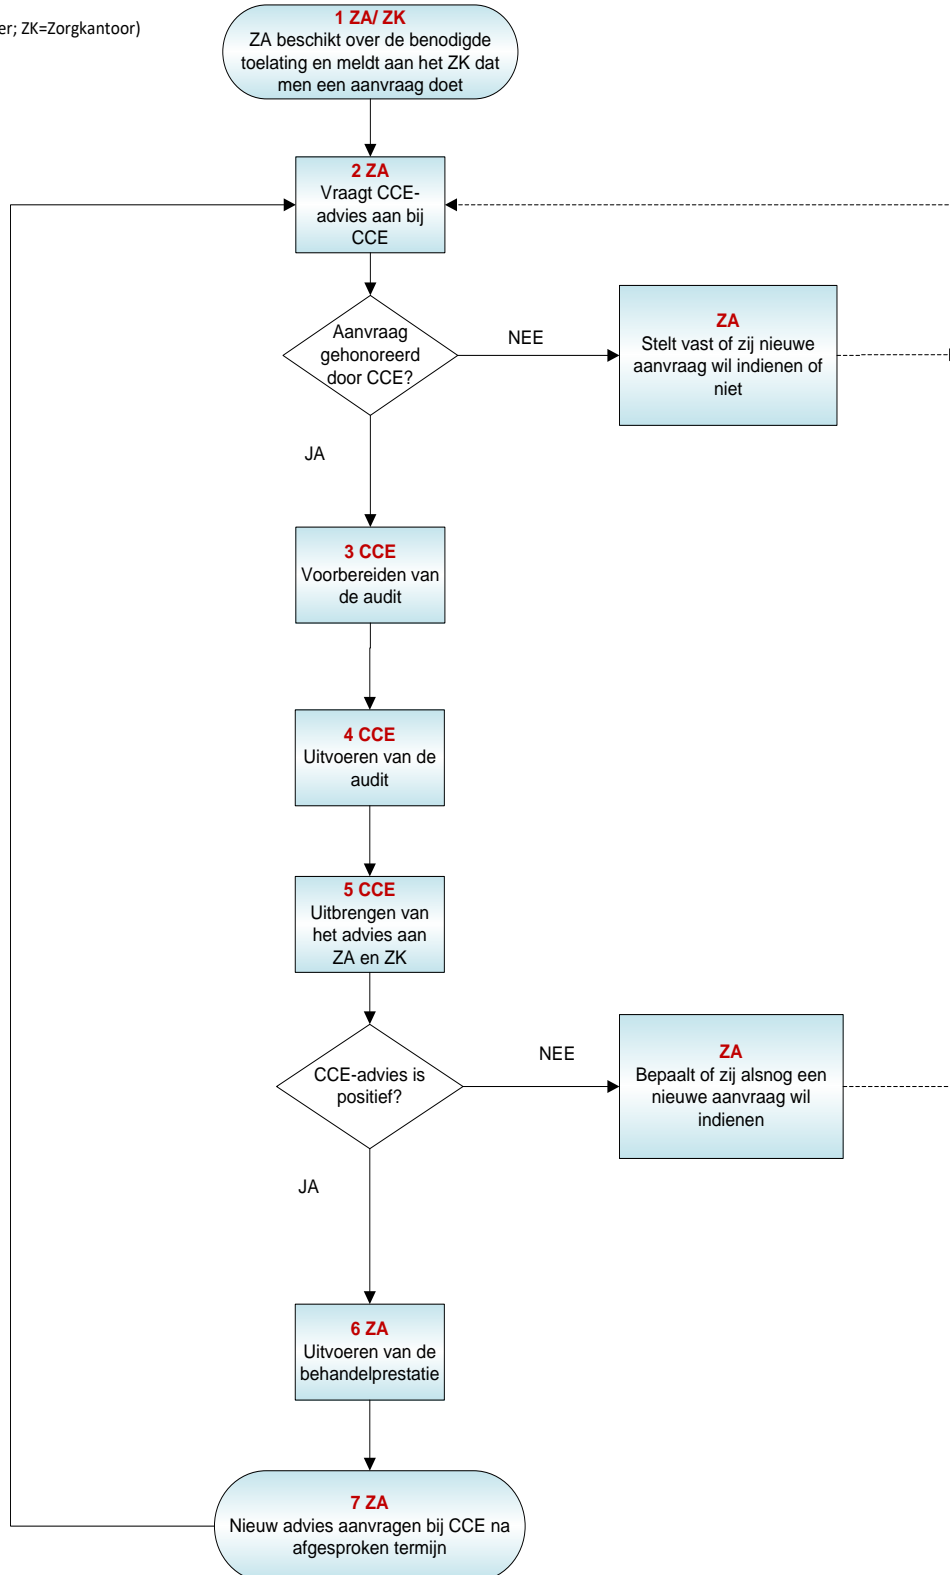 er; ZK=Zorgkantoor)
1 ZA/ ZK
ZA beschikt over de benodigde
toelating en meldt aan het ZK dat
men een aanvraag doet
2 ZA
Vraagt CCE-
advies aan bij
CCE
Aanvraag
gehonoreerd
door CCE?
NEE
ZA
Stelt vast of zij nieuwe
aanvraag wil indienen of
niet
JA
3 CCE
Voorbereiden van
de audit
4 CCE
Uitvoeren van de
audit
5 CCE
Uitbrengen van
het advies aan
ZA en ZK
CCE-advies is
positief?
NEE
ZA
Bepaalt of zij alsnog een
nieuwe aanvraag wil
indienen
JA
6 ZA
Uitvoeren van de
behandelprestatie
7 ZA
Nieuw advies aanvragen bij CCE na
afgesproken termijn